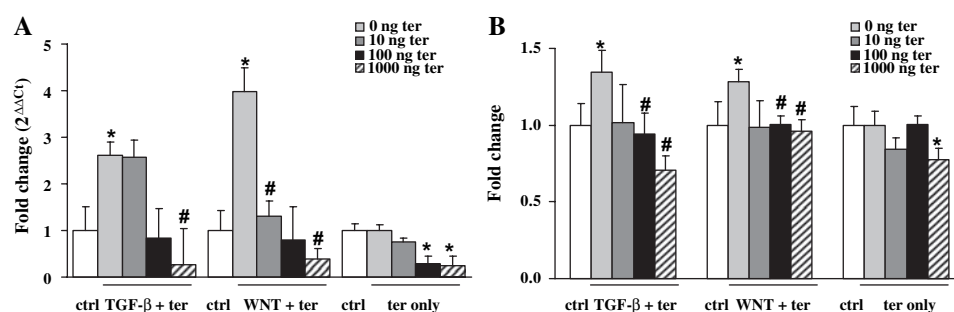 A
Fold change (2ΔΔCt)
5
4
3
2
1
0
0 ng ter
10 ng ter
100 ng ter
1000 ng ter
* # * # # * *
ctrl TGF-β + ter ctrl WNT + ter ctrl ter only
B
Fold change
1.5
1.0
0.5
0.0
0 ng ter
10 ng ter
100 ng ter
1000 ng ter
* # # * # # *
ctrl TGF-β + ter ctrl WNT + ter ctrl ter only